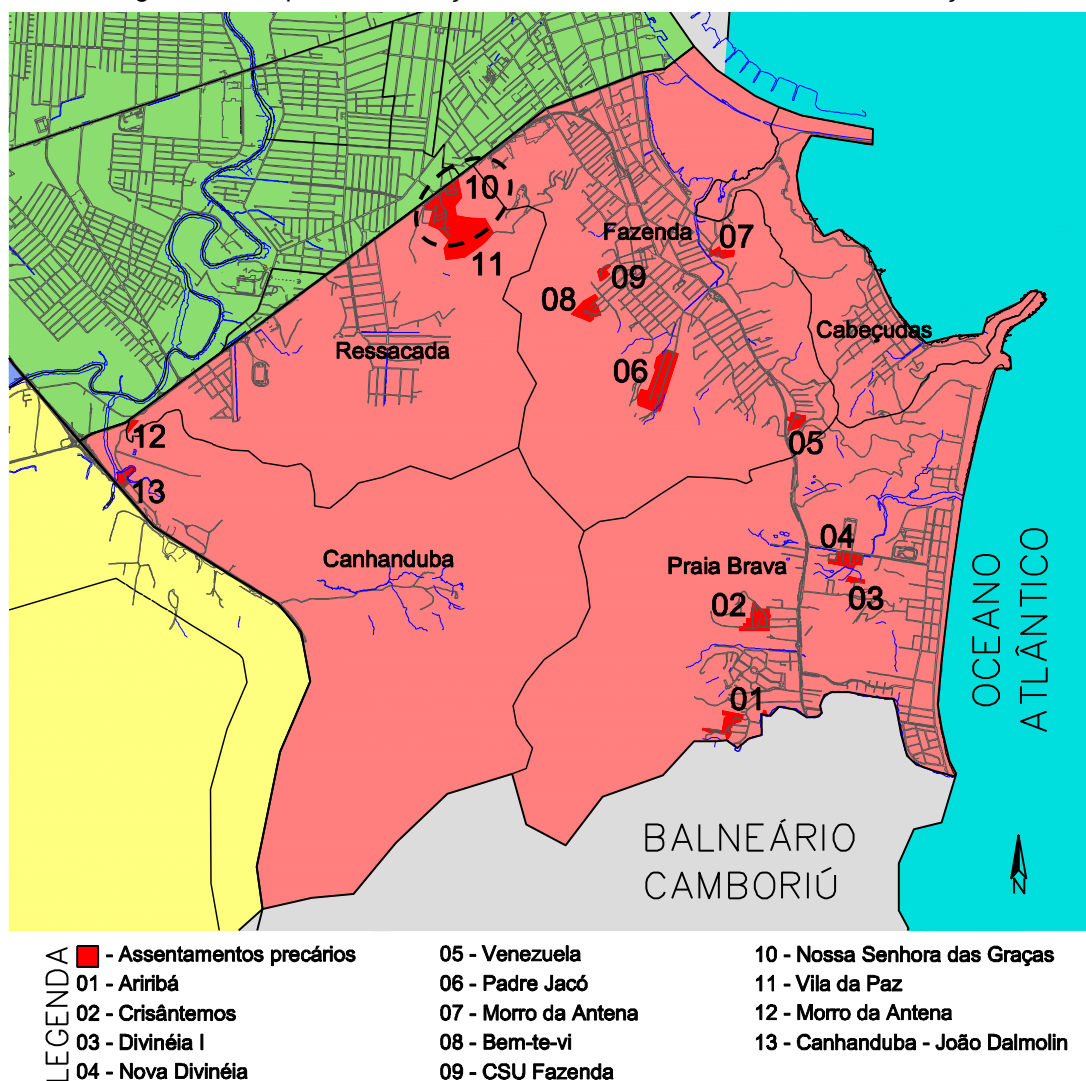 10
11
Fazenda
07
09
08
Cabeçudas
Ressacada
06
05
12
13
04
Canhanduba
Praia Brava
03
02
01
OCEANO
ATLÂNTICO
BALNEÁRIO
CAMBORIÚ
N
LEGENDA
- Assentamentos precários
01 - Ariribá
02 - Crisântemos
03 - Divinéia I
04 - Nova Divinéia
05 - Venezuela
06 - Padre Jacó
07 - Morro da Antena
08 - Bem-te-vi
09 - CSU Fazenda
10 - Nossa Senhora das Graças
11 - Vila da Paz
12 - Morro da Antena
13 - Canhanduba - João Dalmolin